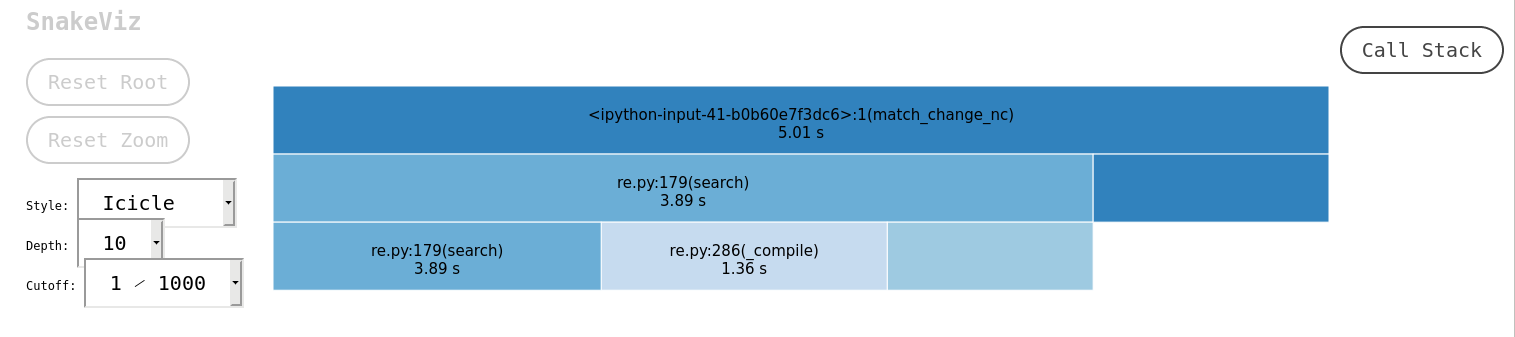 SnakeViz
Call Stack
Reset Root
Reset Zoom
Style: Icicle
Depth: 10
Cutoff: 1 / 1000
<ipython-input-41-b0b60e7f3dc6>:1(match_change_nc)
5.01 s
re.py:179(search)
3.89 s
re.py:179(search)
3.89 s
re.py:286(_compile)
1.36 s